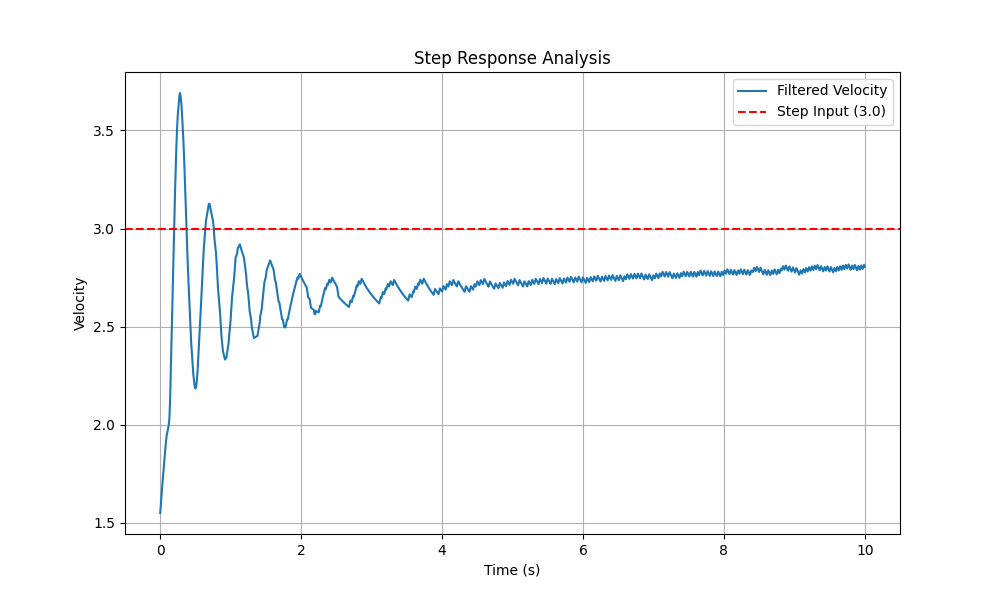 Step Response Analysis
Filtered Velocity
Step Input (3.0)
Velocity
3.5
3.0
2.5
2.0
1.5
0
2
4
6
8
10
Time (s)